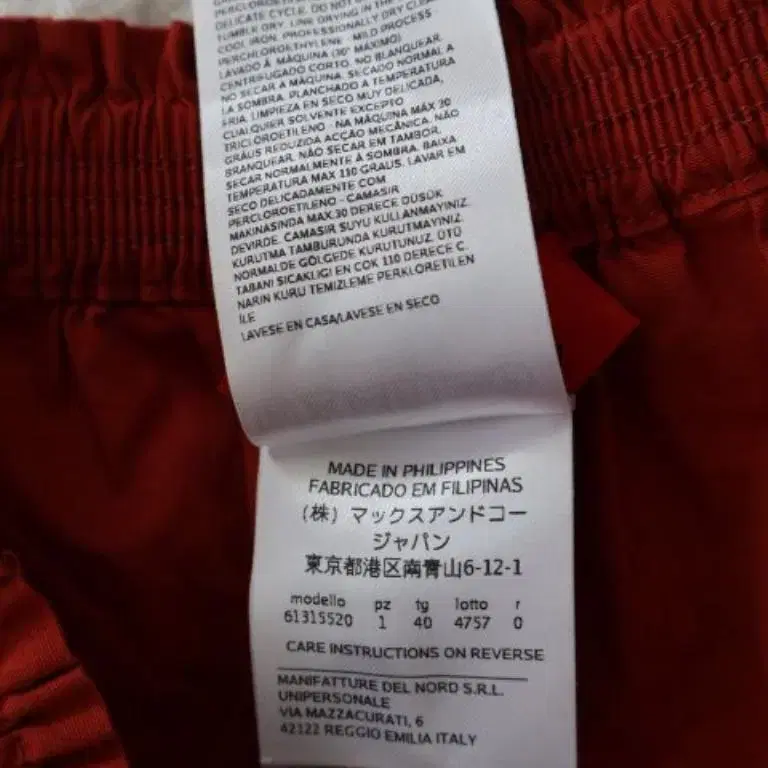 PERCLOROETILENO
DELICATE CYCLE. DO NOT
TUMBLE DRY. LINE DRYING IN THE
COOL IRON. PROFESSIONALLY DRY CLEAN
PERCHLOROETHYLENE - MILD PROCESS
LAVADO A MÁQUINA (30° MÁXIMO)
CENTRIFUGADO CORTO. NO BLANQUEAR.
NO SECAR A MÁQUINA. SECADO NORMAL A
LA SOMBRA. PLANCHADO A TEMPERATURA
FRIA. LIMPIEZA EN SECO MUY DELICADA,
CUALQUIER SOLVENTE EXCEPTO
TRICLOROETILENO - NA MÁQUINA MÁX 30
GRAUS REDUZIDA ACÇÃO MECÂNICA. NÃO
BRANQUEAR. NÃO SECAR EM TAMBOR.
SECAR NORMALMENTE À SOMBRA. BAIXA
TEMPERATURA MAX 110 GRAUS. LAVAR EM
SECO DELICADAMENTE COM
PERCLOROETILENO - CAMASIR
MAKINASINDA MAX.30 DERECE DÜSÜK
DEVIRDE. CAMASIR SUYU KULLANMAYINIZ.
KURUTMA TAMBURUNDA KURUTMAYINIZ.
NORMALDE GÖLGEDE KURUTUNUZ. ÜTÜ
TABANI SICAKLIGI EN COK 110 DERECE C.
NARIN KURU TEMIZLEME PERKLORETILEN
İLE
LAVESE EN CASA/LAVESE EN SECO
MADE IN PHILIPPINES
FABRICADO EM FILIPINAS
（株）マックスアンドコー
ジャパン
東京都港区南青山6-12-1
modello pz tg lotto r
61315520 1 40 4757 0
CARE INSTRUCTIONS ON REVERSE
MANIFATTURE DEL NORD S.R.L.
UNIPERSONALE
VIA MAZZACURATI, 6
42122 REGGIO EMILIA ITALY